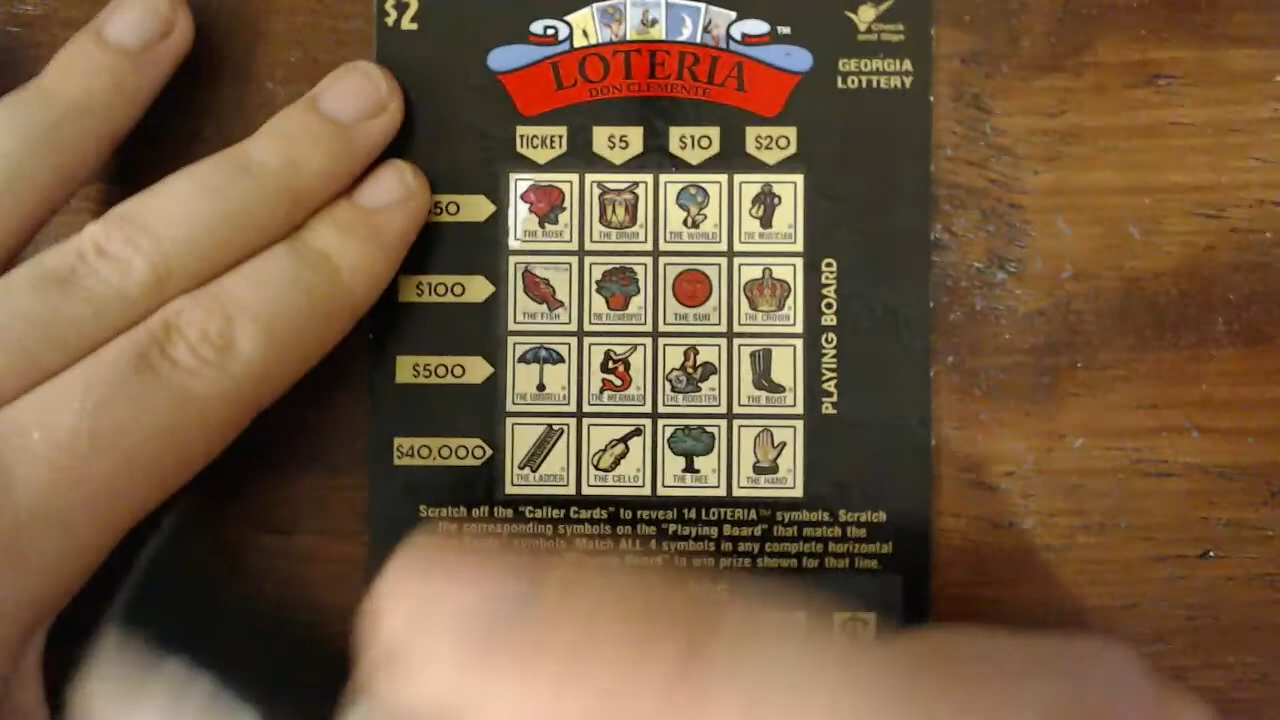 $2
Check
and Sign
LOTERIA
TM
DON CLEMENTE
GEORGIA
LOTTERY
TICKET $5 $10 $20
50
THE ROSE THE DRUM THE WORLD THE MUSICIAN
$100
THE FISH THE FLOWERPOT THE SUN THE CROWN
$500
THE UMBRELLA THE MERMAID THE ROOSTER THE BOOT
$40,000
THE LADDER THE CELLO THE TREE THE HAND
PLAYING BOARD
Scratch off the "Caller Cards" to reveal 14 LOTERIA™ symbols. Scratch
the corresponding symbols on the "Playing Board" that match the
symbols. Match ALL 4 symbols in any complete horizontal
to win prize shown for that line.